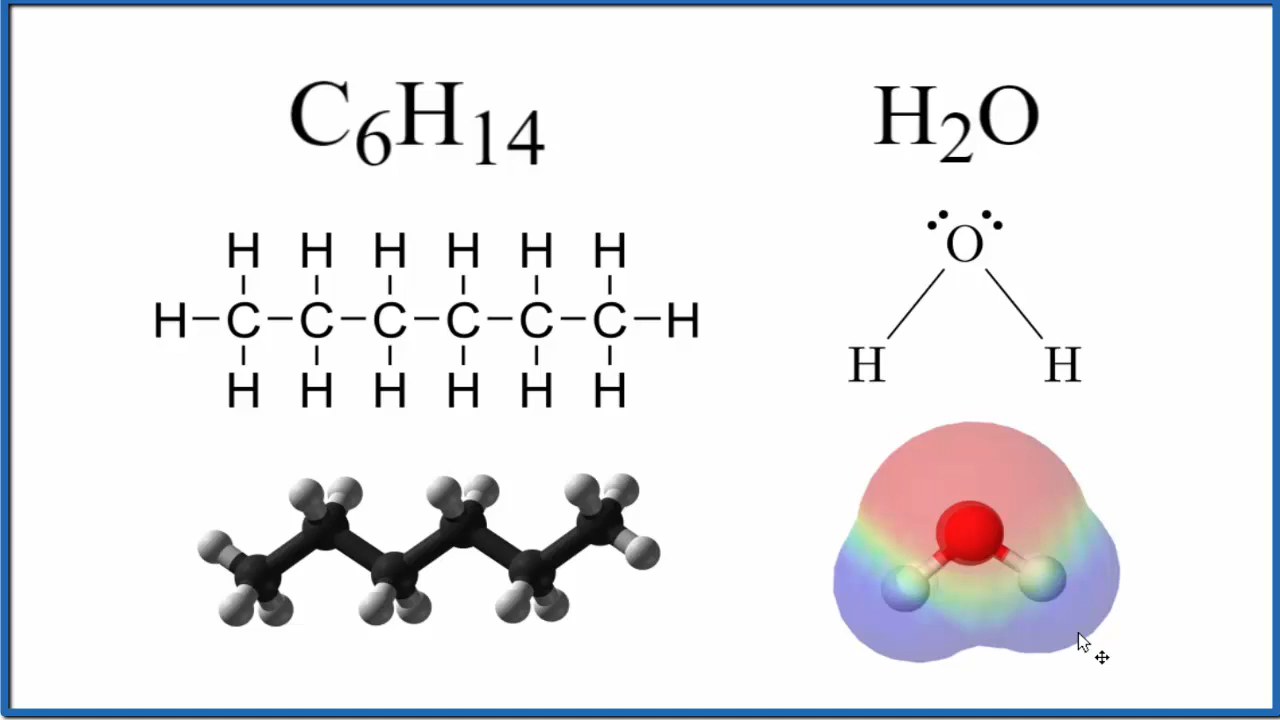 C₆H₁₄
H₂O
H H H H H H
H–C–C–C–C–C–C–H
H H H H H H
O
H H